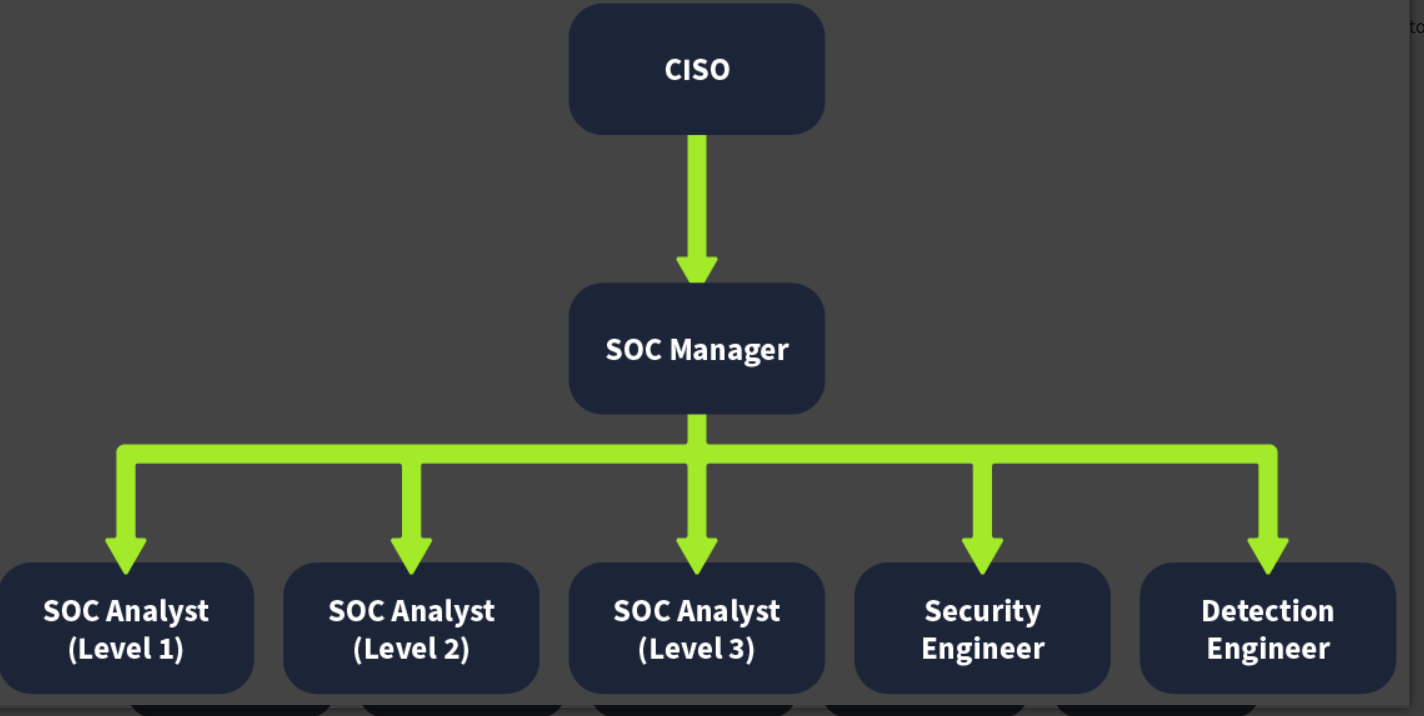 CISO
SOC Manager
SOC Analyst
(Level 1)
SOC Analyst
(Level 2)
SOC Analyst
(Level 3)
Security
Engineer
Detection
Engineer